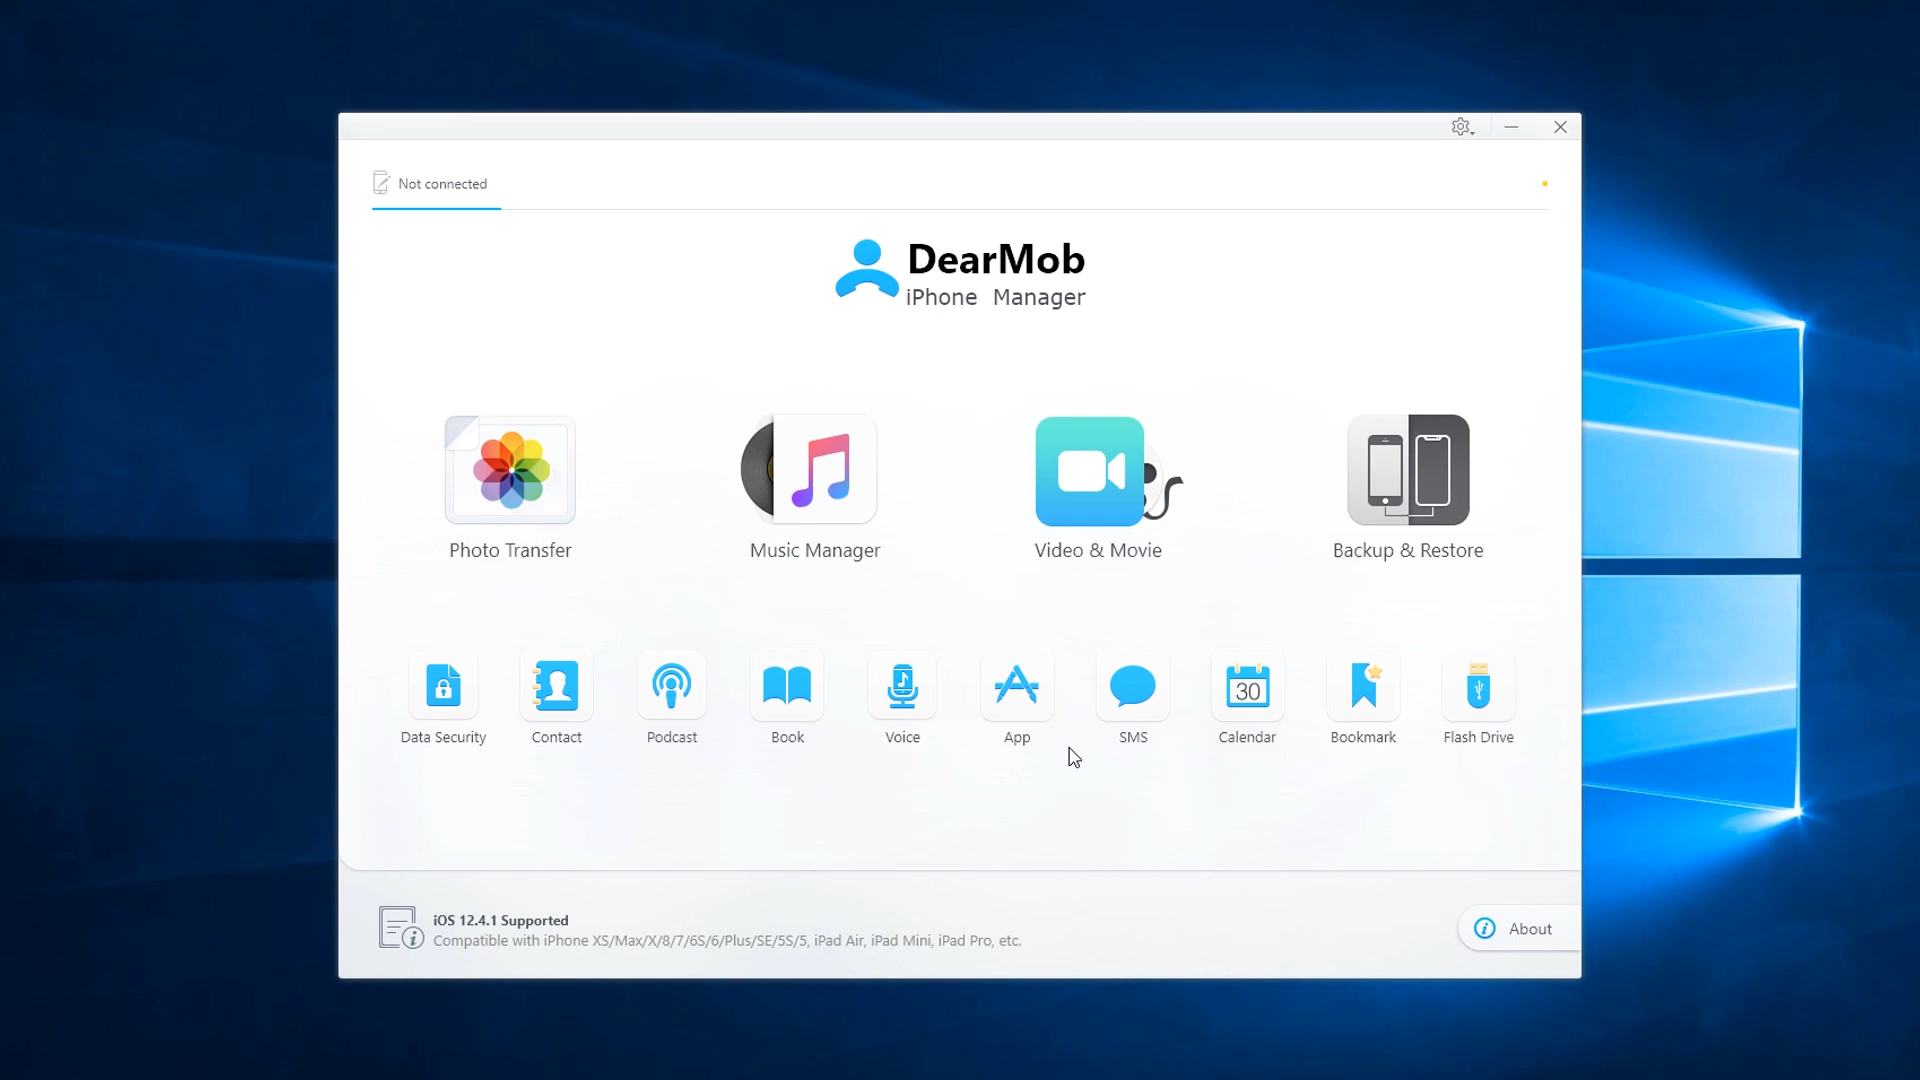 Not connected
DearMob
iPhone Manager
Photo Transfer
Music Manager
Video & Movie
Backup & Restore
30
Data Security
Contact
Podcast
Book
Voice
App
SMS
Calendar
Bookmark
Flash Drive
iOS 12.4.1 Supported
Compatible with iPhone XS/Max/X/8/7/6S/6/Plus/SE/5S/5, iPad Air, iPad Mini, iPad Pro, etc.
About